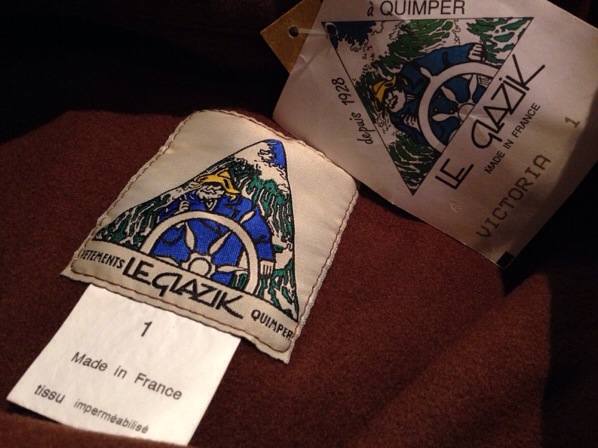 à QUIMPER
depuis 1928
LE GLAZIK
MADE IN FRANCE
VICTORIA 1
VETEMENTS
LE GLAZIK
QUIMPER
1
Made in France
tissu imperméabilisé